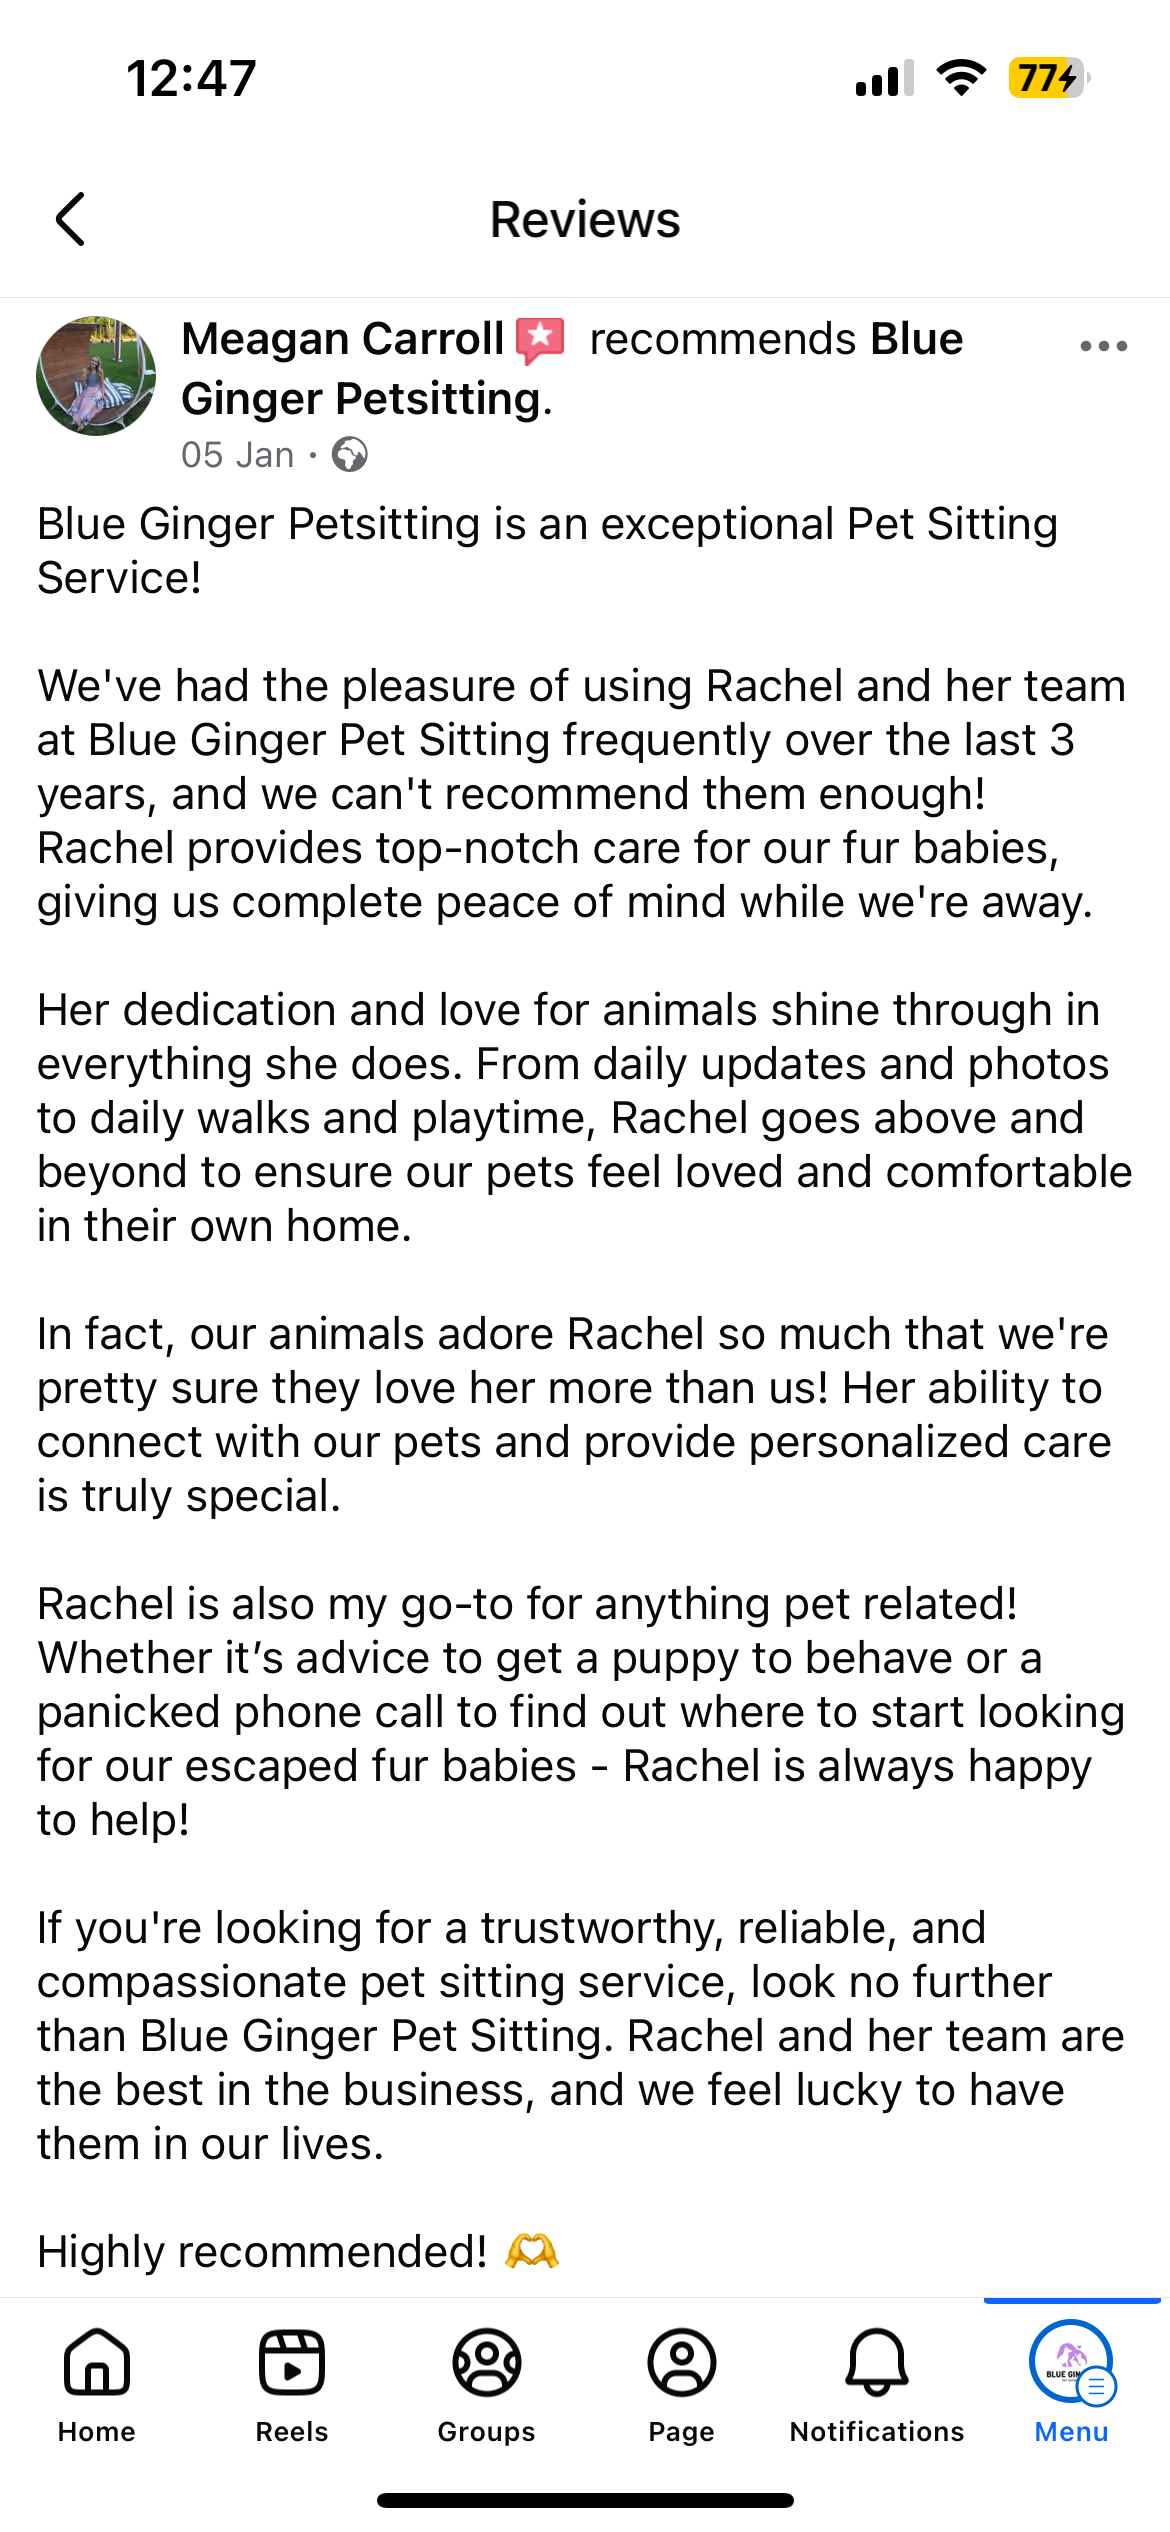 12:47
77
Reviews
Meagan Carroll recommends Blue
Ginger Petsitting.
05 Jan ·
Blue Ginger Petsitting is an exceptional Pet Sitting
Service!
We've had the pleasure of using Rachel and her team
at Blue Ginger Pet Sitting frequently over the last 3
years, and we can't recommend them enough!
Rachel provides top-notch care for our fur babies,
giving us complete peace of mind while we're away.
Her dedication and love for animals shine through in
everything she does. From daily updates and photos
to daily walks and playtime, Rachel goes above and
beyond to ensure our pets feel loved and comfortable
in their own home.
In fact, our animals adore Rachel so much that we're
pretty sure they love her more than us! Her ability to
connect with our pets and provide personalized care
is truly special.
Rachel is also my go-to for anything pet related!
Whether it’s advice to get a puppy to behave or a
panicked phone call to find out where to start looking
for our escaped fur babies - Rachel is always happy
to help!
If you're looking for a trustworthy, reliable, and
compassionate pet sitting service, look no further
than Blue Ginger Pet Sitting. Rachel and her team are
the best in the business, and we feel lucky to have
them in our lives.
Highly recommended! 🫶
BLUE GIN
Home
Reels
Groups
Page
Notifications
Menu